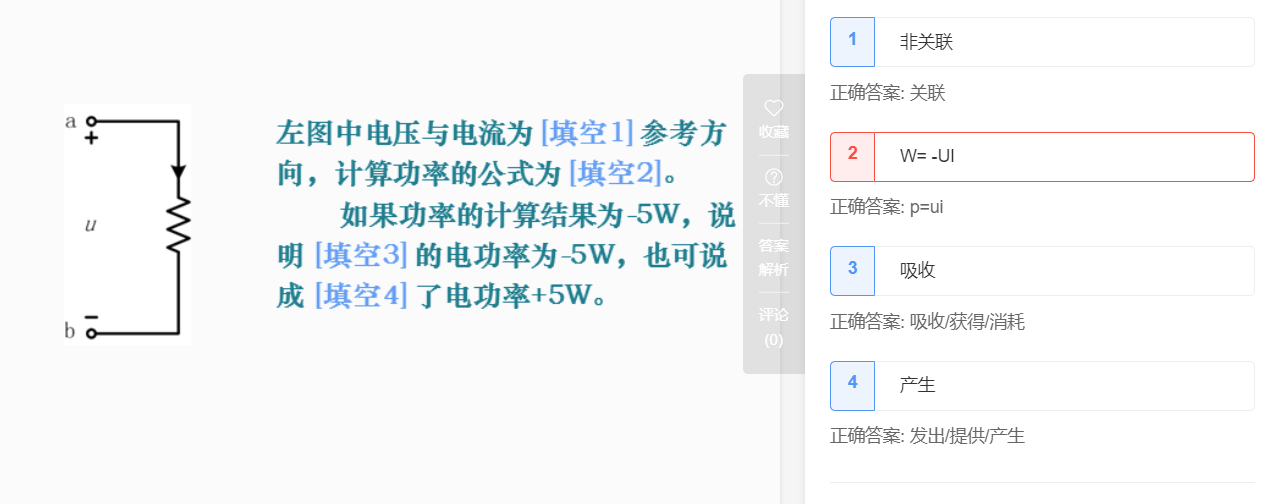 a
+
u
−
b
左图中电压与电流为 [填空1] 参考方
向，计算功率的公式为 [填空2]。
如果功率的计算结果为-5W，说
明 [填空3] 的电功率为-5W，也可说
成 [填空4] 了电功率+5W。
收藏
不懂
答案
解析
评论
(0)
1 非关联
正确答案: 关联
2 W= -UI
正确答案: p=ui
3 吸收
正确答案: 吸收/获得/消耗
4 产生
正确答案: 发出/提供/产生